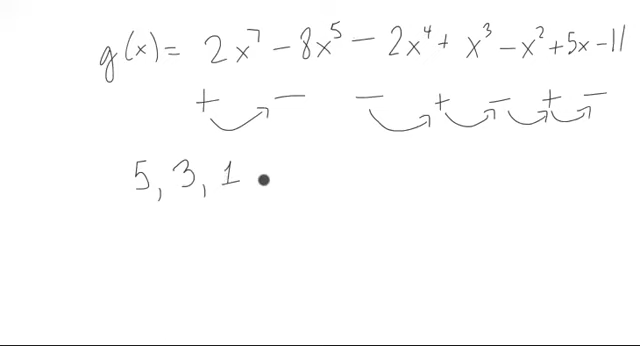 g(x) = 2x⁷ - 8x⁵ - 2x⁴ + x³ - x² + 5x - 11
+ - - + - + -
5, 3, 1